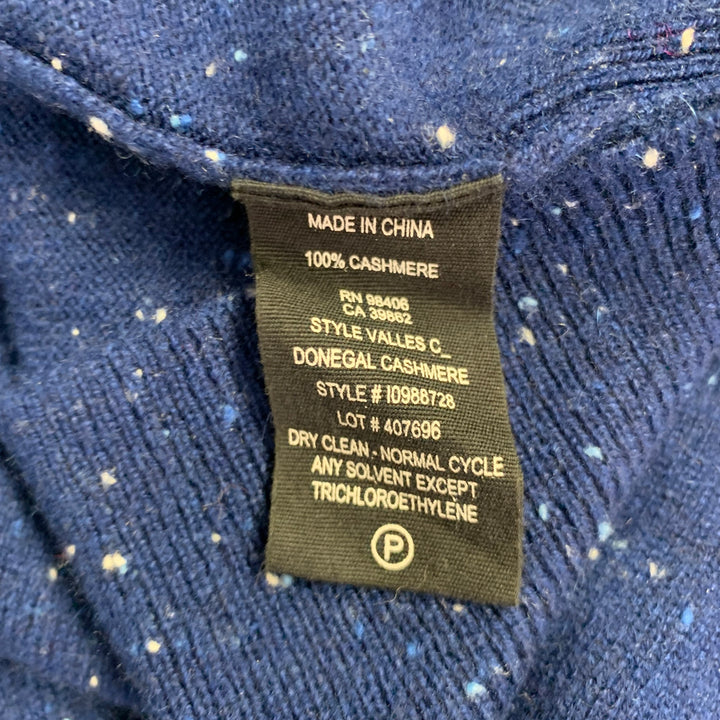 MADE IN CHINA
100% CASHMERE
RN 98406
CA 39862
STYLE VALLES C_
DONEGAL CASHMERE
STYLE # I0988728
LOT # 407696
DRY CLEAN - NORMAL CYCLE
ANY SOLVENT EXCEPT
TRICHLOROETHYLENE
P